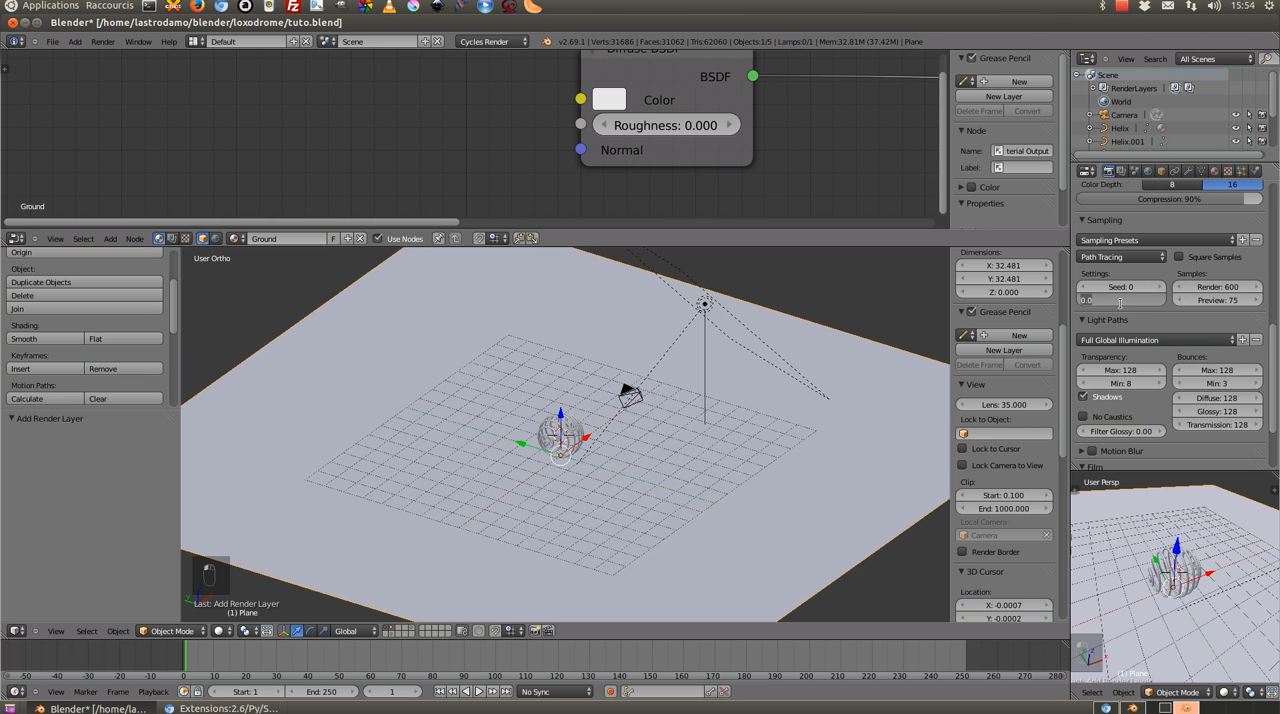 Applications Raccourcis 15:54
Blender* [/home/lastrodamo/blender/loxodrome/tuto.blend]
File Add Render Window Help Default Scene Cycles Render v2.69.1 | Verts:31686 | Faces:31062 | Tris:62060 | Objects:1/5 | Lamps:0/1 | Mem:32.81M (37.42M) | Plane
BSDF
Color
Roughness: 0.000
Normal
Ground
Grease Pencil
New
New Layer
Delete Frame Convert
Node
Name: terial Output
Label:
Color
Properties
View Select Add Node Ground F Use Nodes
View Search All Scenes
Scene
RenderLayers
World
Camera
Helix
Helix.001
Color Depth: 8 16
Compression: 90%
Sampling
Sampling Presets
Path Tracing Square Samples
Settings: Samples:
Seed: 0 Render: 600
0.0 Preview: 75
Light Paths
Full Global Illumination
Transparency: Bounces:
Max: 128 Max: 128
Min: 8 Min: 3
Shadows Diffuse: 128
No Caustics Glossy: 128
Filter Glossy: 0.00 Transmission: 128
Motion Blur
Film
Origin
Object:
Duplicate Objects
Delete
Join
Shading:
Smooth Flat
Keyframes:
Insert Remove
Motion Paths:
Calculate Clear
Add Render Layer
User Ortho
Last: Add Render Layer
(1) Plane
Dimensions:
X: 32.481
Y: 32.481
Z: 0.000
Grease Pencil
New
New Layer
Delete Frame Convert
View
Lens: 35.000
Lock to Object:
Lock to Cursor
Lock Camera to View
Clip:
Start: 0.100
End: 1000.000
Local Camera:
Camera
Render Border
3D Cursor
Location:
X: -0.0007
Y: -0.0002
User Persp
(1) Plane
View Select Object Object Mode Global
Select Object Object Mode
-50 -40 -30 -20 -10 0 10 20 30 40 50 60 70 80 90 100 110 120 130 140 150 160 170 180 190 200 210 220 230 240 250 260 270 280
View Marker Frame Playback Start: 1 End: 250 1 No Sync
Blender* [/home/la... Extensions:2.6/Py/S...